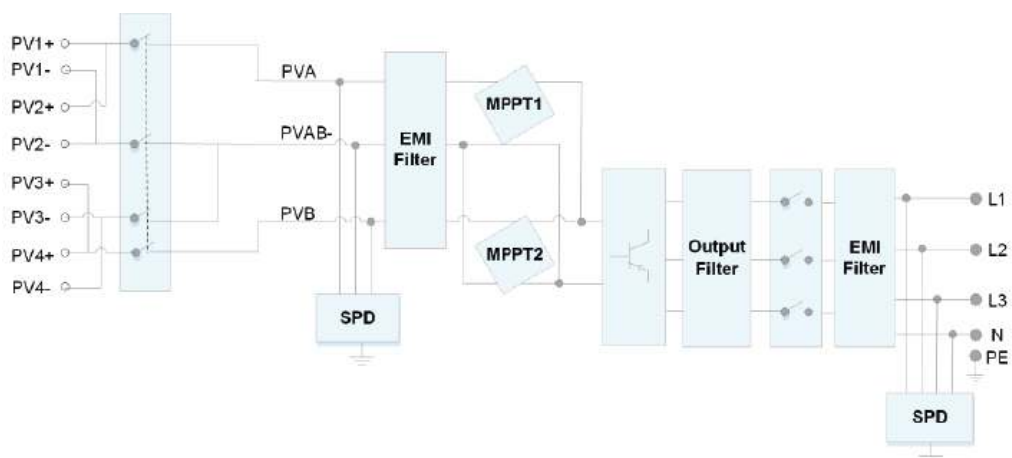 PV1+
PV1-
PV2+
PV2-
PV3+
PV3-
PV4+
PV4-
PVA
PVAB-
PVB
EMI
Filter
SPD
MPPT1
MPPT2
Output
Filter
EMI
Filter
L1
L2
L3
N
PE
SPD